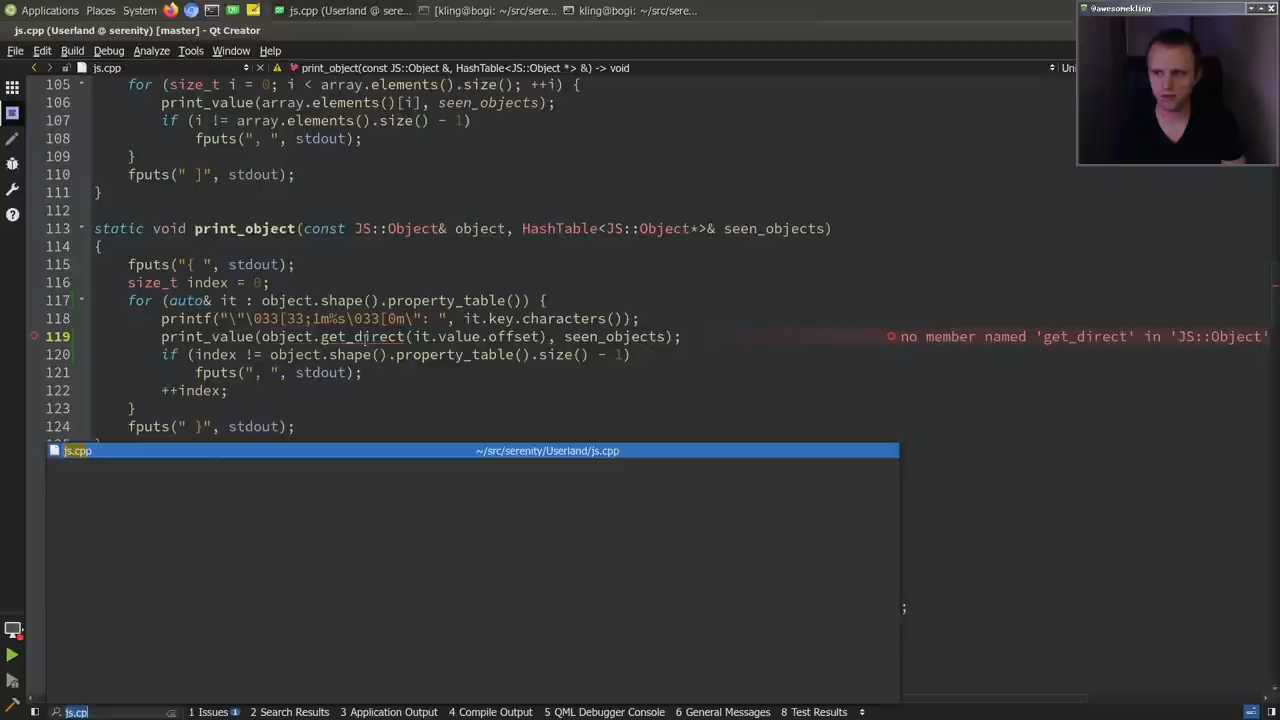 Applications Places System js.cpp (Userland @ sere... [kling@bogi: ~/src/sere... kling@bogi: ~/src/sere...
@awesomekling
js.cpp (Userland @ serenity) [master] - Qt Creator
File Edit Build Debug Analyze Tools Window Help
js.cpp print_object(const JS::Object &, HashTable<JS::Object *> &) -> void
105 for (size_t i = 0; i < array.elements().size(); ++i) {
106 print_value(array.elements()[i], seen_objects);
107 if (i != array.elements().size() - 1)
108 fputs(", ", stdout);
109 }
110 fputs(" ]", stdout);
111 }
112
113 static void print_object(const JS::Object& object, HashTable<JS::Object*>& seen_objects)
114 {
115 fputs("{ ", stdout);
116 size_t index = 0;
117 for (auto& it : object.shape().property_table()) {
118 printf("\"\033[33;1m%s\033[0m\": ", it.key.characters());
119 print_value(object.get_direct(it.value.offset), seen_objects); no member named 'get_direct' in 'JS::Object'
120 if (index != object.shape().property_table().size() - 1)
121 fputs(", ", stdout);
122 ++index;
123 }
124 fputs(" }", stdout);
js.cpp ~/src/serenity/Userland/js.cpp
;
js.cp 1 Issues 1 2 Search Results 3 Application Output 4 Compile Output 5 QML Debugger Console 6 General Messages 8 Test Results